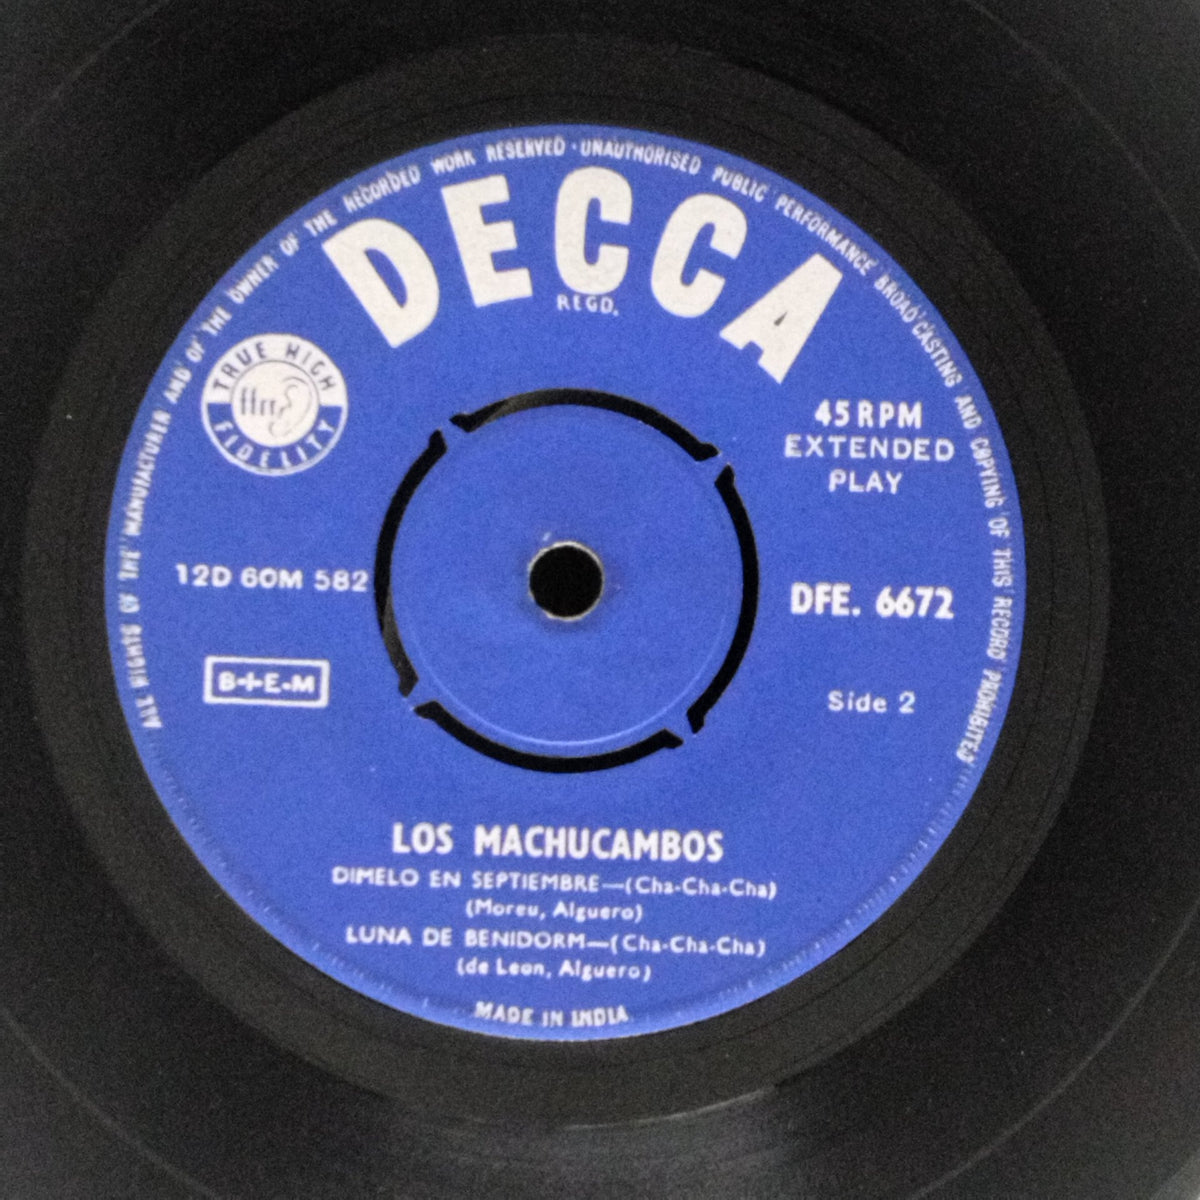 ALL RIGHTS OF THE MANUFACTURER AND OF THE OWNER OF THE RECORDED WORK RESERVED · UNAUTHORISED PUBLIC PERFORMANCE BROADCASTING AND COPYING OF THIS RECORD PROHIBITED
DECCA
REGD.
TRUE HIGH
ffrr
FIDELITY
45 RPM
EXTENDED
PLAY
12D 60M 582
DFE. 6672
B-I-E-M
Side 2
LOS MACHUCAMBOS
DIMELO EN SEPTIEMBRE—(Cha-Cha-Cha)
(Moreu, Alguero)
LUNA DE BENIDORM—(Cha-Cha-Cha)
(de Leon, Alguero)
MADE IN INDIA